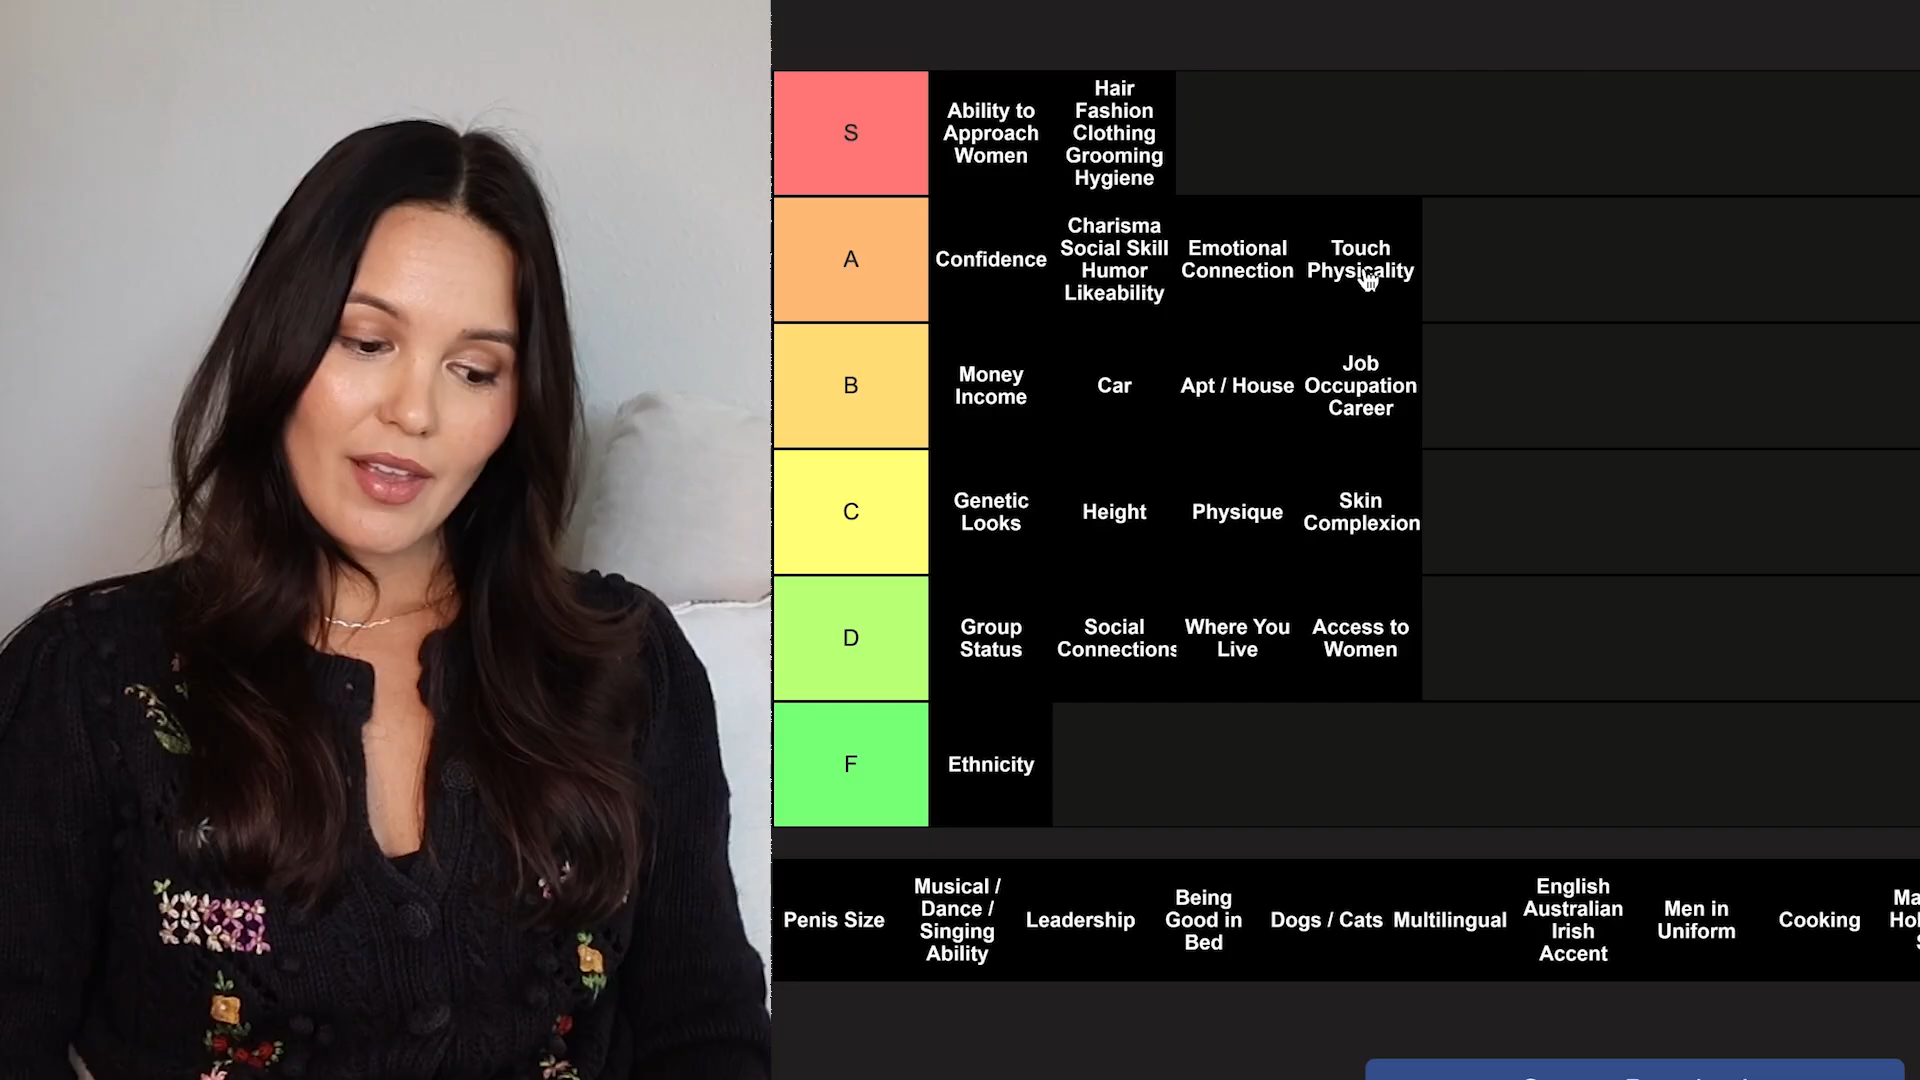 S
Ability to
Approach
Women
Hair
Fashion
Clothing
Grooming
Hygiene
A
Confidence
Charisma
Social Skill
Humor
Likeability
Emotional
Connection
Touch
Physicality
B
Money
Income
Car
Apt / House
Job
Occupation
Career
C
Genetic
Looks
Height
Physique
Skin
Complexion
D
Group
Status
Social
Connections
Where You
Live
Access to
Women
F
Ethnicity
Penis Size
Musical /
Dance /
Singing
Ability
Leadership
Being
Good in
Bed
Dogs / Cats
Multilingual
English
Australian
Irish
Accent
Men in
Uniform
Cooking